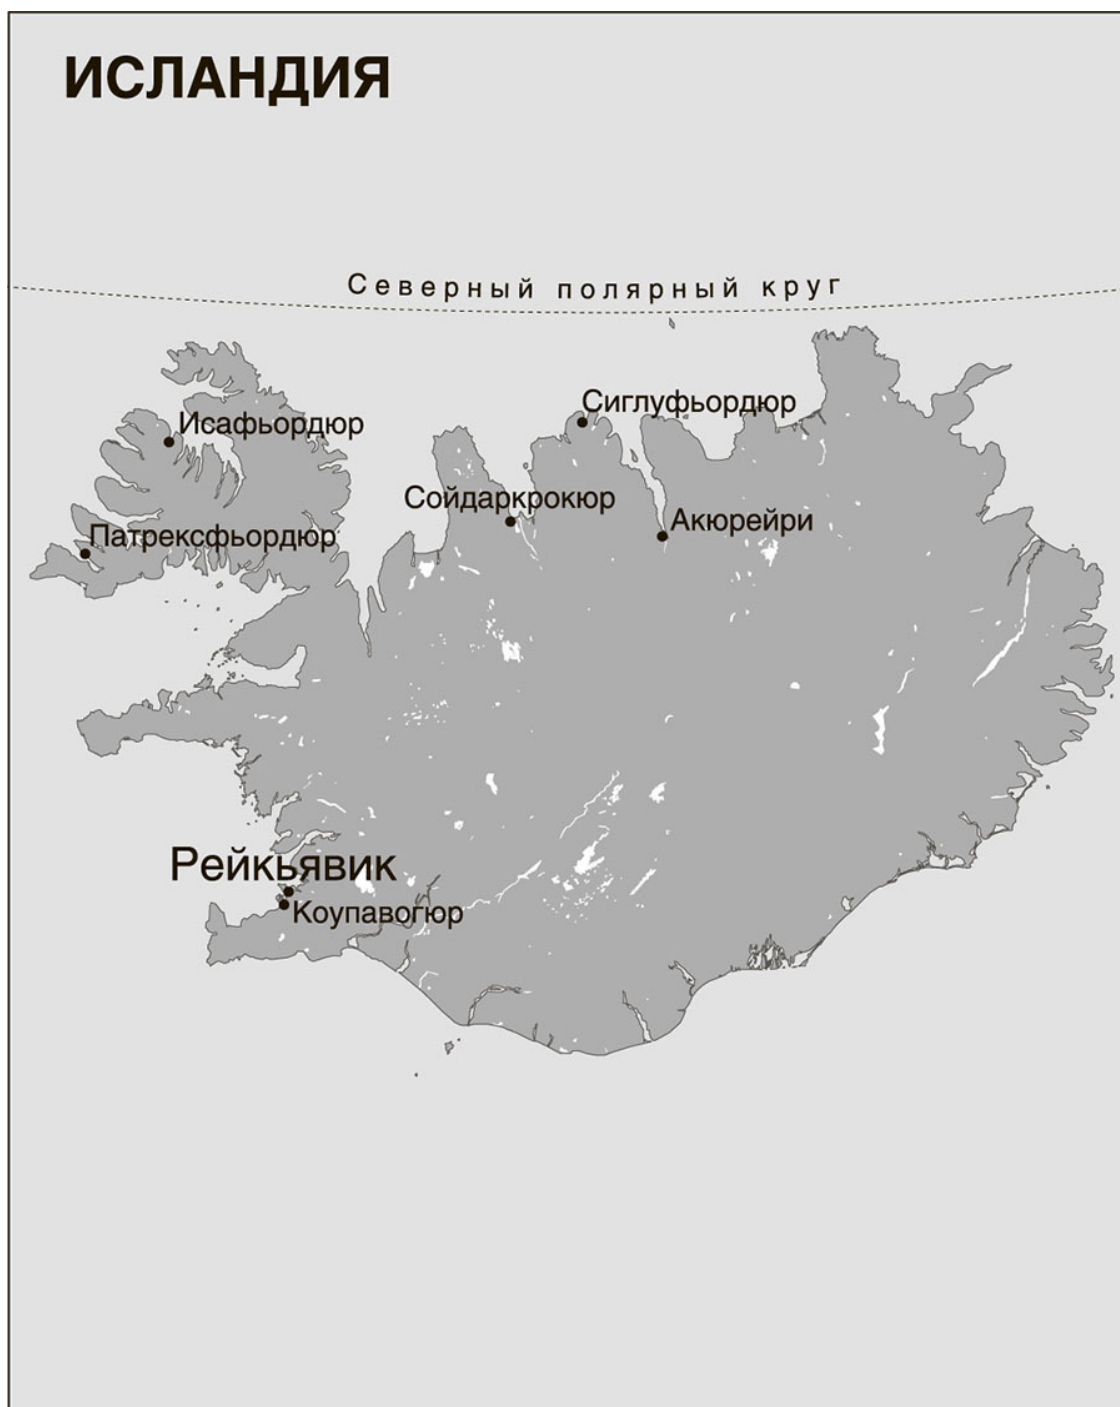 ИСЛАНДИЯ
Северный полярный круг
Сиглуфьордюр
Исафьордюр
Сойдаркрокюр
Акюрейри
Патрексфьордюр
Рейкьявик
Коупавогюр